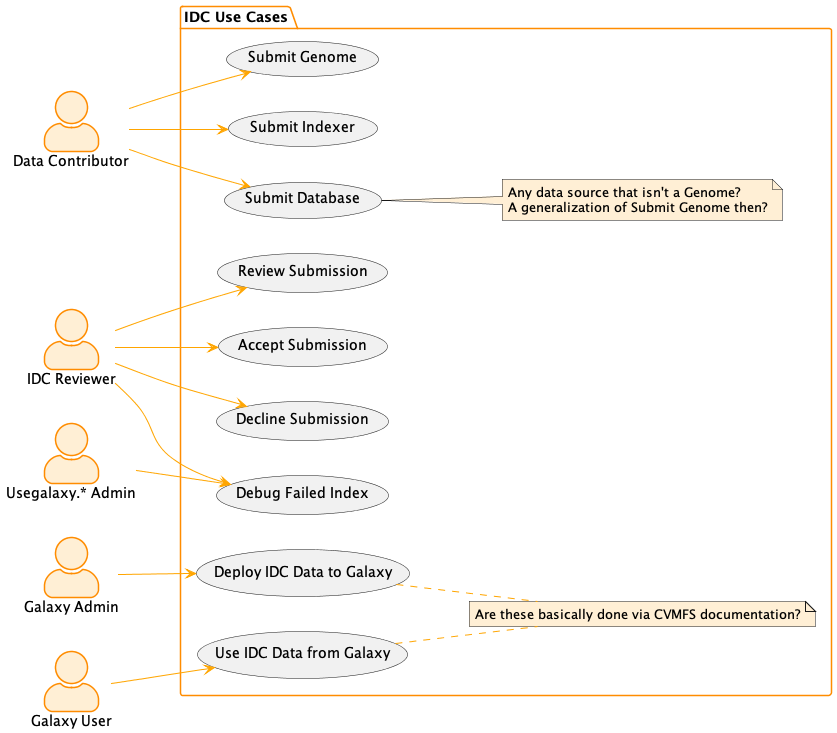 IDC Use Cases
Submit Genome
Submit Indexer
Data Contributor
Submit Database
Any data source that isn't a Genome?
A generalization of Submit Genome then?
Review Submission
Accept Submission
IDC Reviewer
Decline Submission
Usegalaxy.* Admin
Debug Failed Index
Deploy IDC Data to Galaxy
Galaxy Admin
Are these basically done via CVMFS documentation?
Use IDC Data from Galaxy
Galaxy User